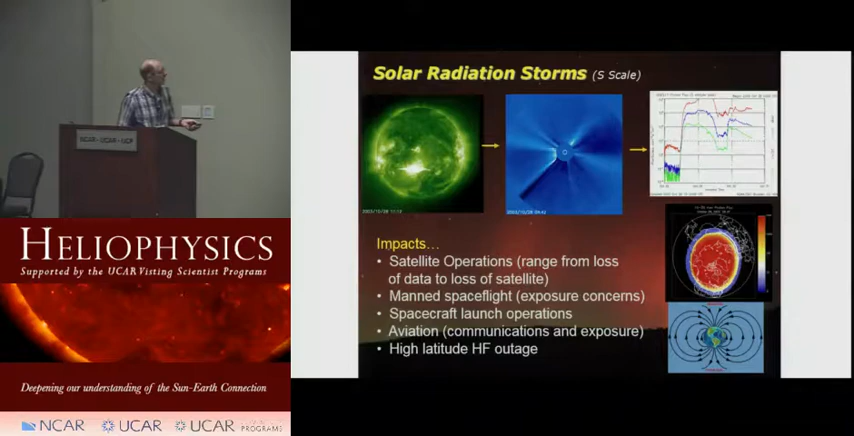 NCAR-UCAR-UCP
HELIOPHYSICS
Supported by the UCAR Visting Scientist Programs
Deepening our understanding of the Sun-Earth Connection
NCAR UCAR UCAR PROGRAMS
Solar Radiation Storms (S Scale)
Impacts…
• Satellite Operations (range from loss
of data to loss of satellite)
• Manned spaceflight (exposure concerns)
• Spacecraft launch operations
• Aviation (communications and exposure)
• High latitude HF outage